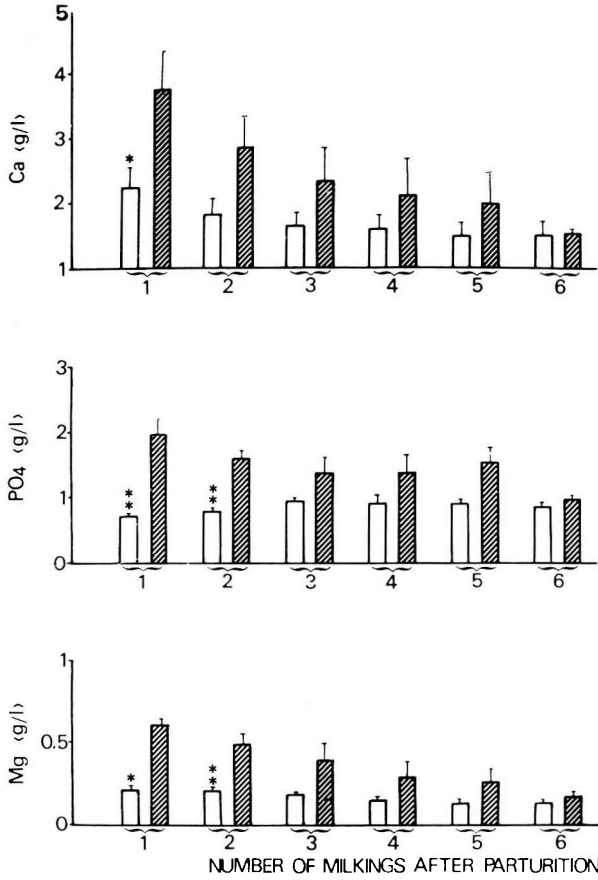 5
4
3
2
1
Ca ‹g/l›
*
1 2 3 4 5 6
3
2
1
0
PO4 ‹g/l›
** **
1 2 3 4 5 6
1
0.5
0
Mg ‹g/l›
* **
1 2 3 4 5 6
NUMBER OF MILKINGS AFTER PARTURITION